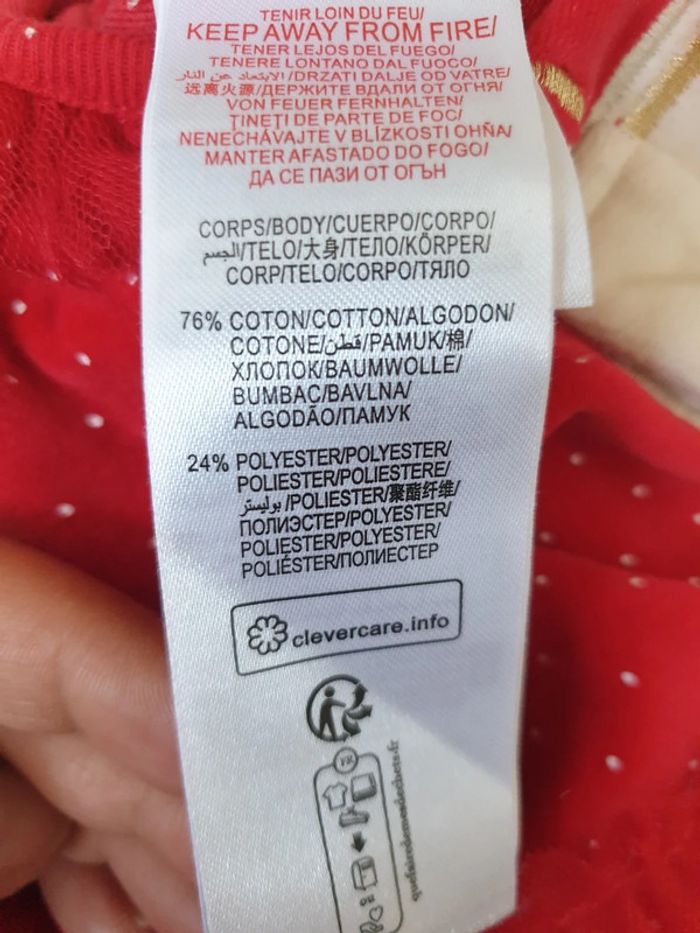 TENIR LOIN DU FEU/
KEEP AWAY FROM FIRE/
TENER LEJOS DEL FUEGO/
TENERE LONTANO DAL FUOCO/
الابتعاد عن النار/DRZATI DALJE OD VATRE/
远离火源/ДЕРЖИТЕ ВДАЛИ ОТ ОГНЯ/
VON FEUER FERNHALTEN/
ȚINEȚI DE PARTE DE FOC/
NENECHÁVAJTE V BLÍZKOSTI OHŇA/
MANTER AFASTADO DO FOGO/
ДА СЕ ПАЗИ ОТ ОГЪН
CORPS/BODY/CUERPO/CORPO/
الجسم/TELO/大身/ТЕЛО/KÖRPER/
CORP/TELO/CORPO/ТЯЛО
76% COTON/COTTON/ALGODON/
COTONE/قطن/PAMUK/棉/
ХЛОПОК/BAUMWOLLE/
BUMBAC/BAVLNA/
ALGODÃO/ПАМУК
24% POLYESTER/POLYESTER/
POLIESTER/POLIESTERE/
بوليستر/POLIESTER/聚酯纤维/
ПОЛИЭСТЕР/POLYESTER/
POLIESTER/POLYESTER/
POLIÉSTER/ПОЛИЕСТЕР
clevercare.info
FR
quefairedemesdechets.fr